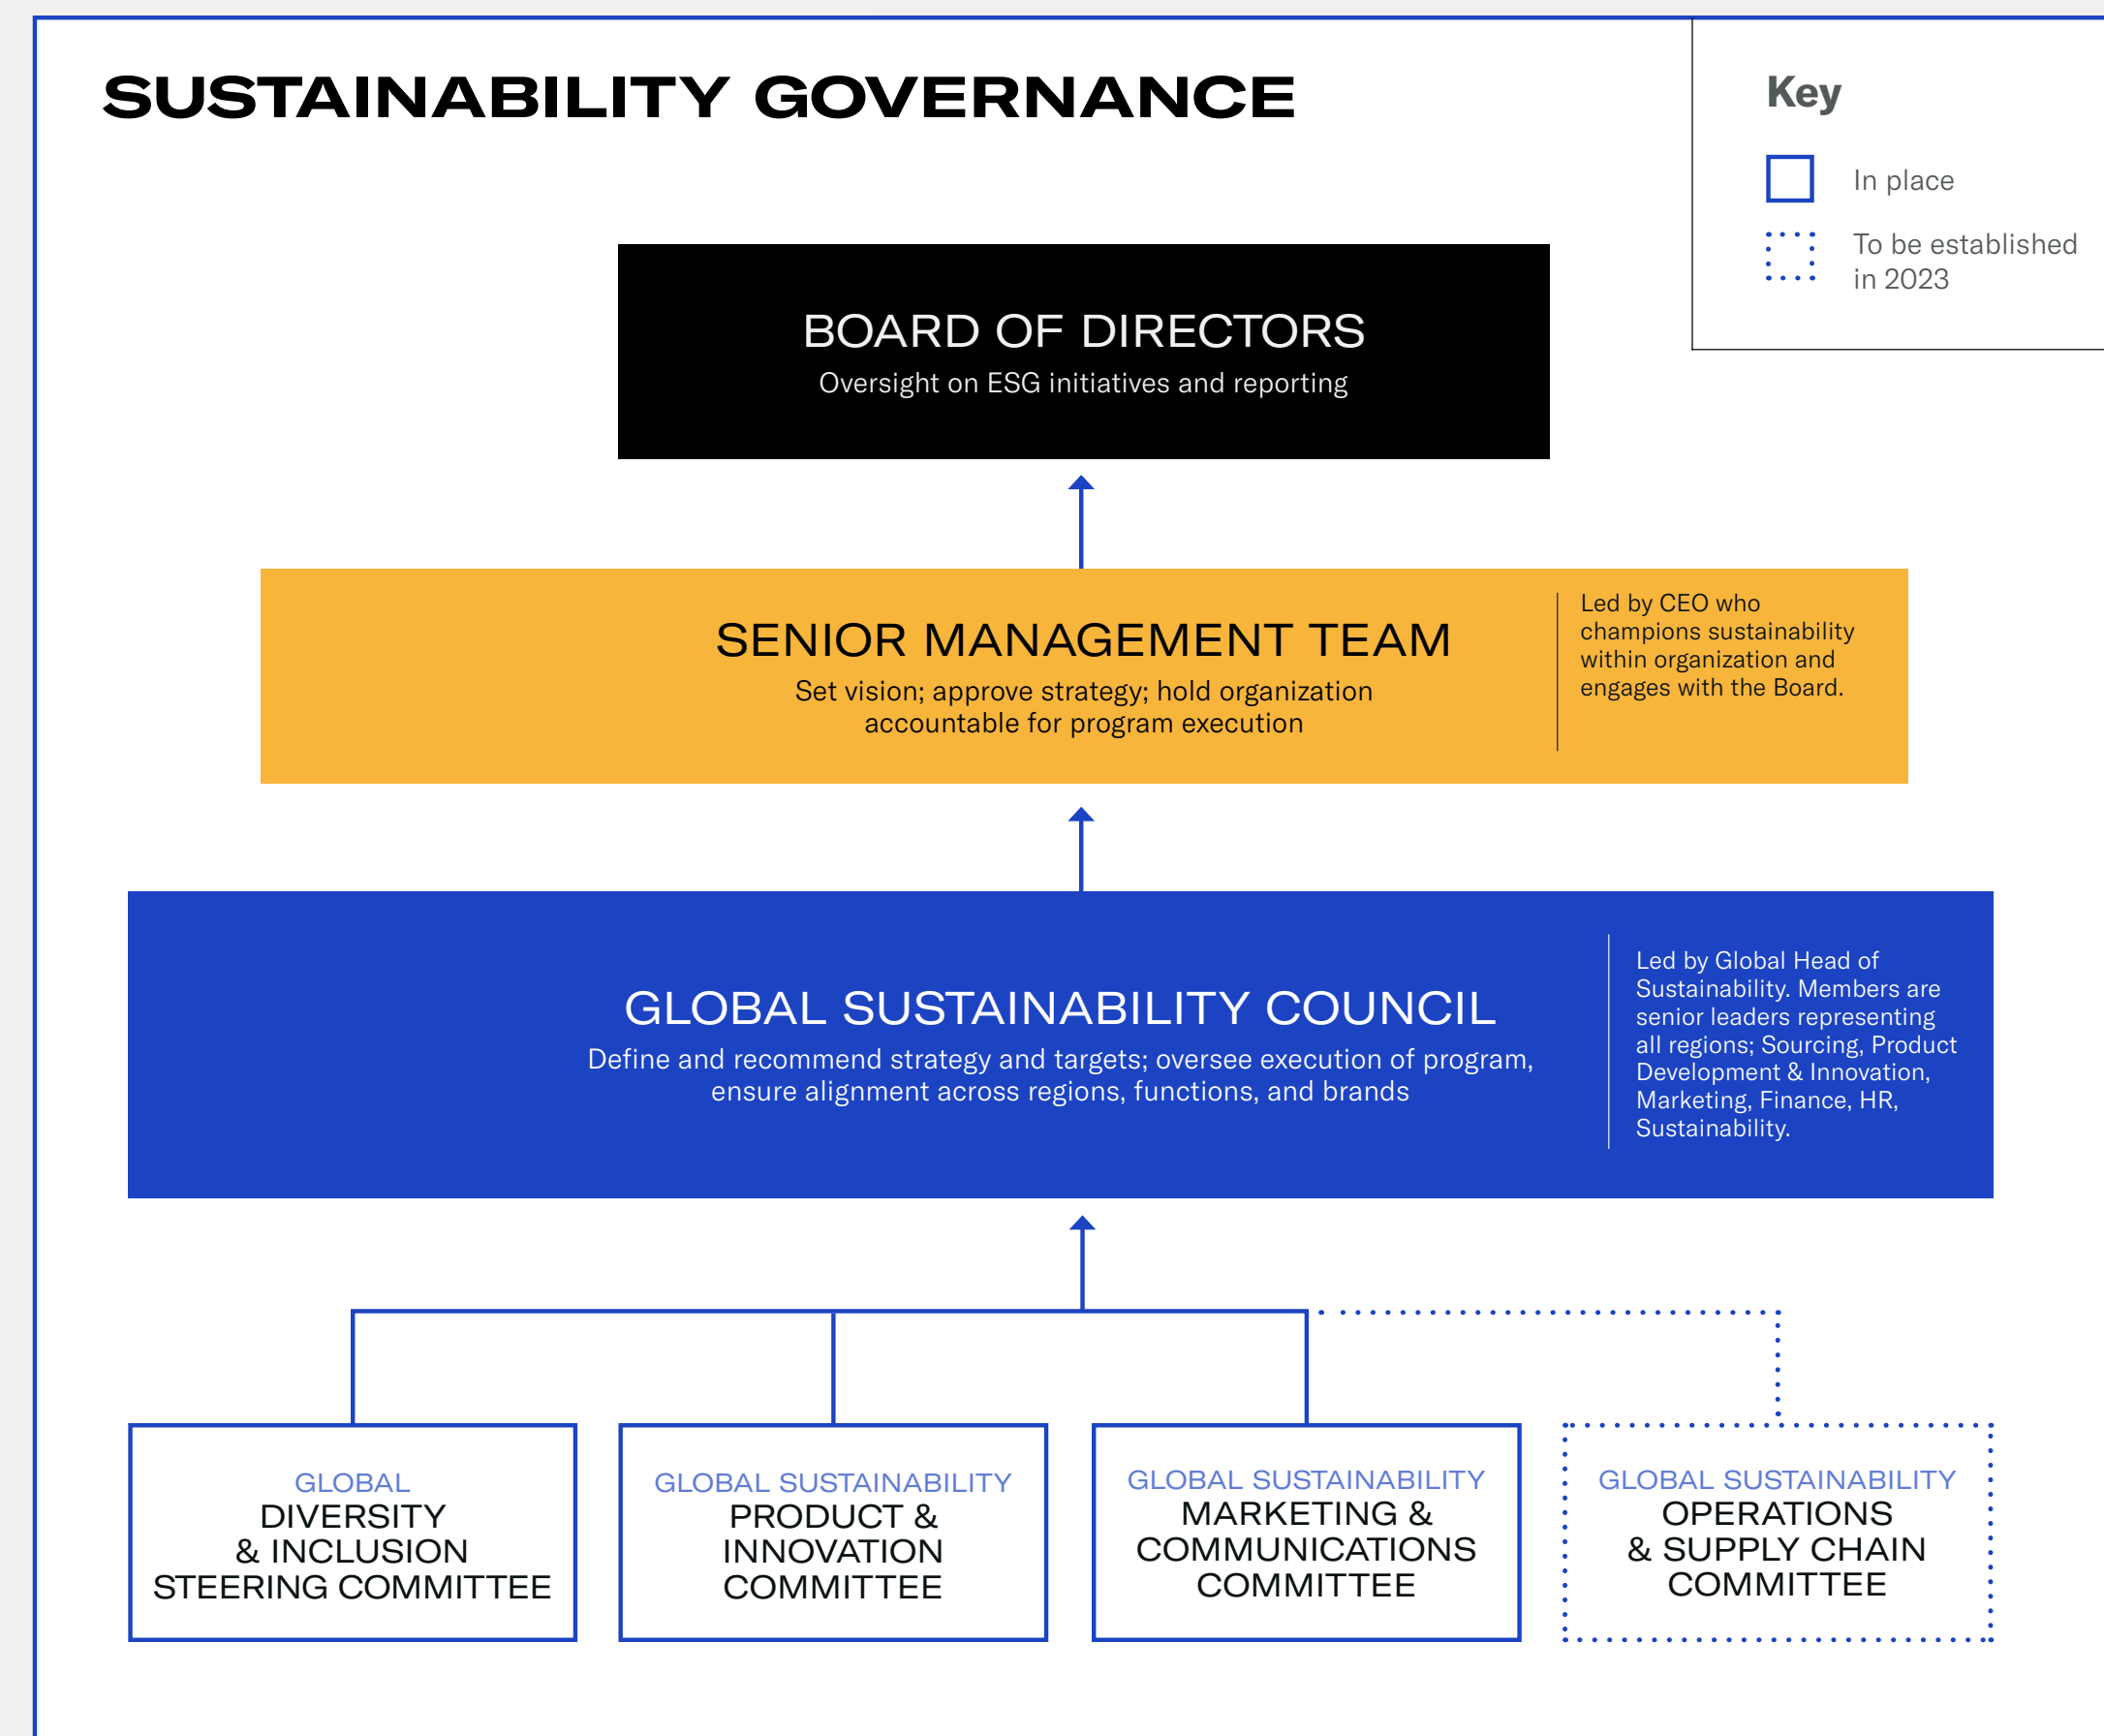 SUSTAINABILITY GOVERNANCE
Key
In place
To be established
in 2023
BOARD OF DIRECTORS
Oversight on ESG initiatives and reporting
SENIOR MANAGEMENT TEAM
Set vision; approve strategy; hold organization
accountable for program execution
Led by CEO who
champions sustainability
within organization and
engages with the Board.
GLOBAL SUSTAINABILITY COUNCIL
Define and recommend strategy and targets; oversee execution of program,
ensure alignment across regions, functions, and brands
Led by Global Head of
Sustainability. Members are
senior leaders representing
all regions; Sourcing, Product
Development & Innovation,
Marketing, Finance, HR,
Sustainability.
GLOBAL
DIVERSITY
& INCLUSION
STEERING COMMITTEE
GLOBAL SUSTAINABILITY
PRODUCT &
INNOVATION
COMMITTEE
GLOBAL SUSTAINABILITY
MARKETING &
COMMUNICATIONS
COMMITTEE
GLOBAL SUSTAINABILITY
OPERATIONS
& SUPPLY CHAIN
COMMITTEE